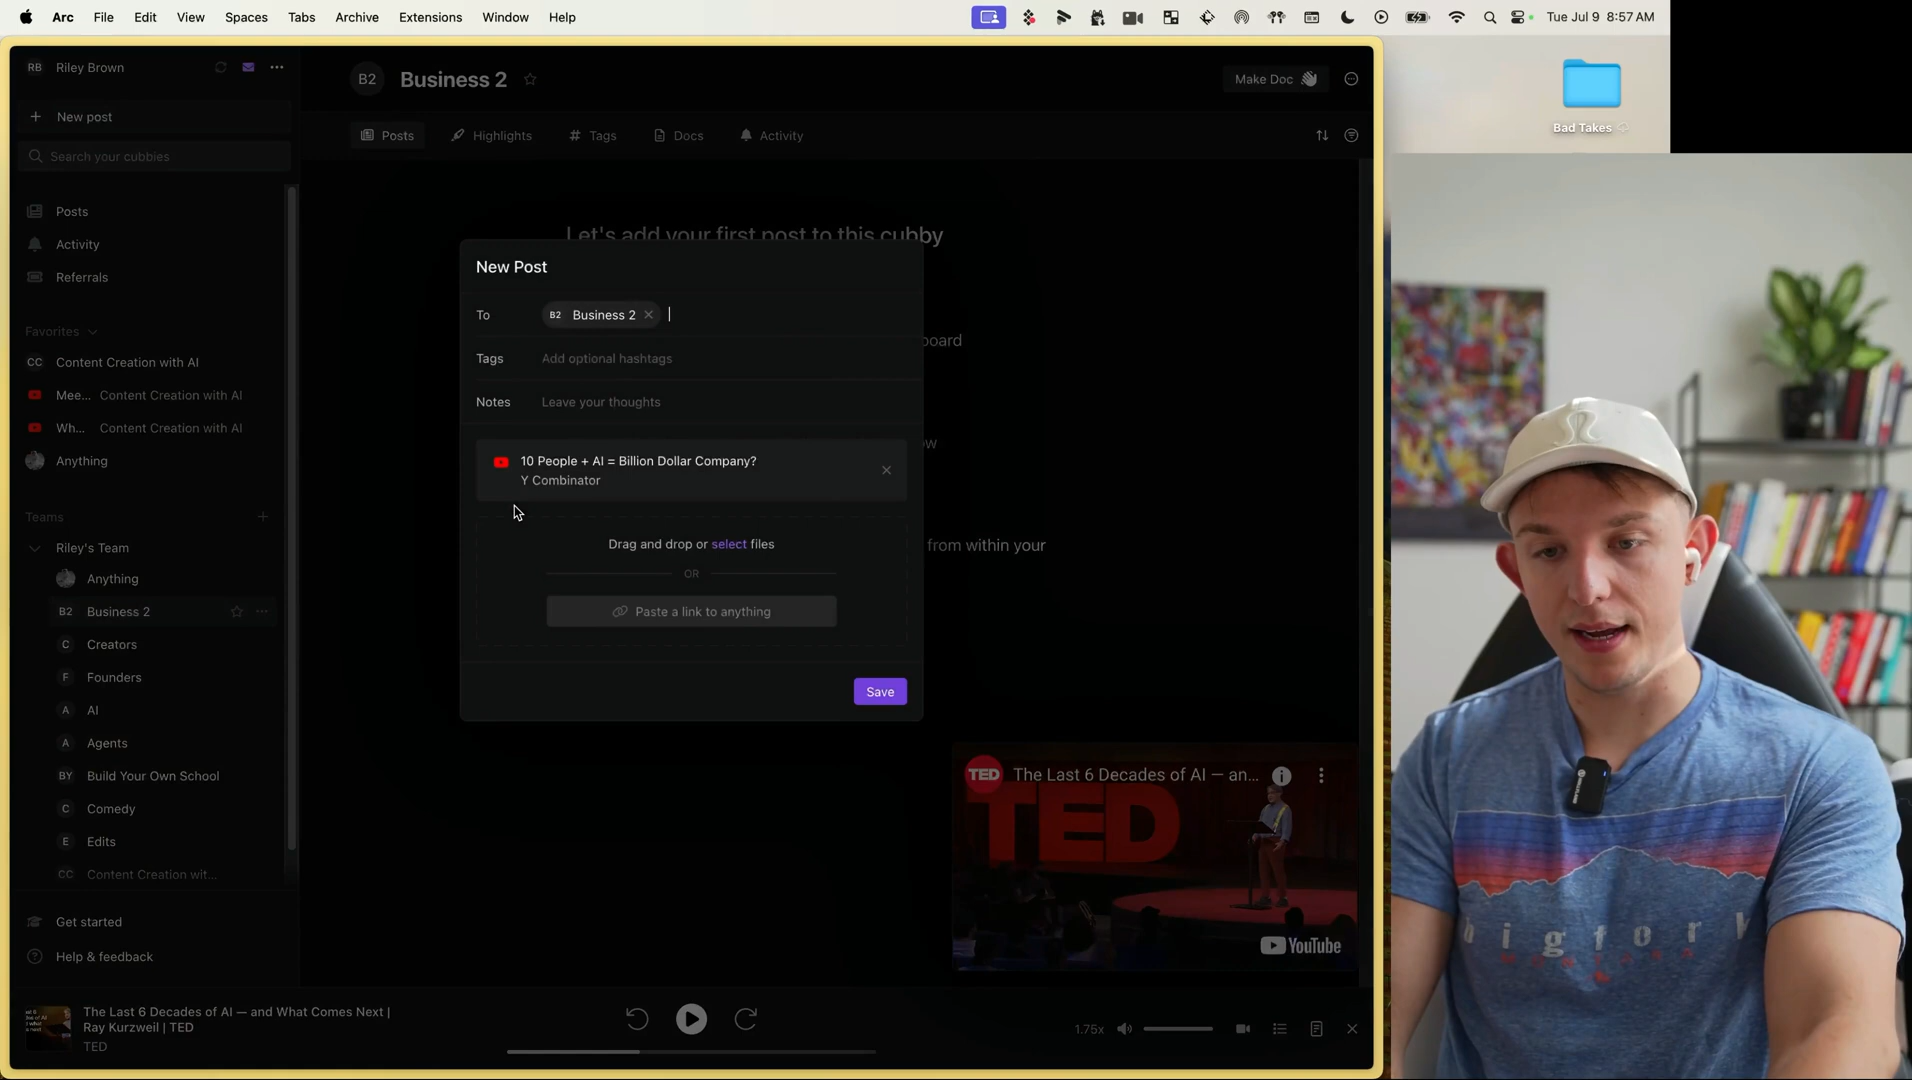 Arc File Edit View Spaces Tabs Archive Extensions Window Help Tue Jul 9 8:57 AM
RB Riley Brown
New post
Search your cubbies
Posts
Activity
Referrals
Favorites
CC Content Creation with AI
Mee... Content Creation with AI
Wh... Content Creation with AI
Anything
Teams
Riley's Team
Anything
B2 Business 2
C Creators
F Founders
A AI
A Agents
BY Build Your Own School
C Comedy
E Edits
CC Content Creation wit...
Get started
Help & feedback
B2 Business 2
Make Doc
Posts Highlights # Tags Docs Activity
Let's add your first post to this cubby
oard
ow
from within your
New Post
To B2 Business 2
Tags Add optional hashtags
Notes Leave your thoughts
10 People + AI = Billion Dollar Company?
Y Combinator
Drag and drop or select files
OR
Paste a link to anything
Save
TED The Last 6 Decades of AI — an...
TED
YouTube
The Last 6 Decades of AI — and What Comes Next |
Ray Kurzweil | TED
TED
1.75x
Bad Takes
bigfork